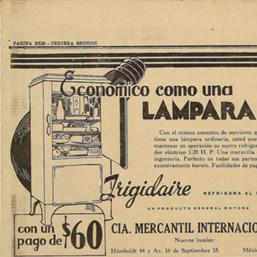 PAGINA SEIS—TERCERA SECCION
Económico como una
LAMPARA
Con el mismo consumo de corriente q
tiene una lámpara ordinaria, usted pue
mantener en operación su nuevo refriger
dor eléctrico 1|20 H. P. Una maravilla
ingeniería. Perfecto en todas sus partes
excesivamente barato. Facilidades de pag
Frigidaire
REFRIGERA AL
UN PRODUCTO GENERAL MOTORS
con un
pago de $60
CIA. MERCANTIL INTERNACIO
Nuevos locales:
Humboldt 44 y Av. 16 de Septiembre 15.
México